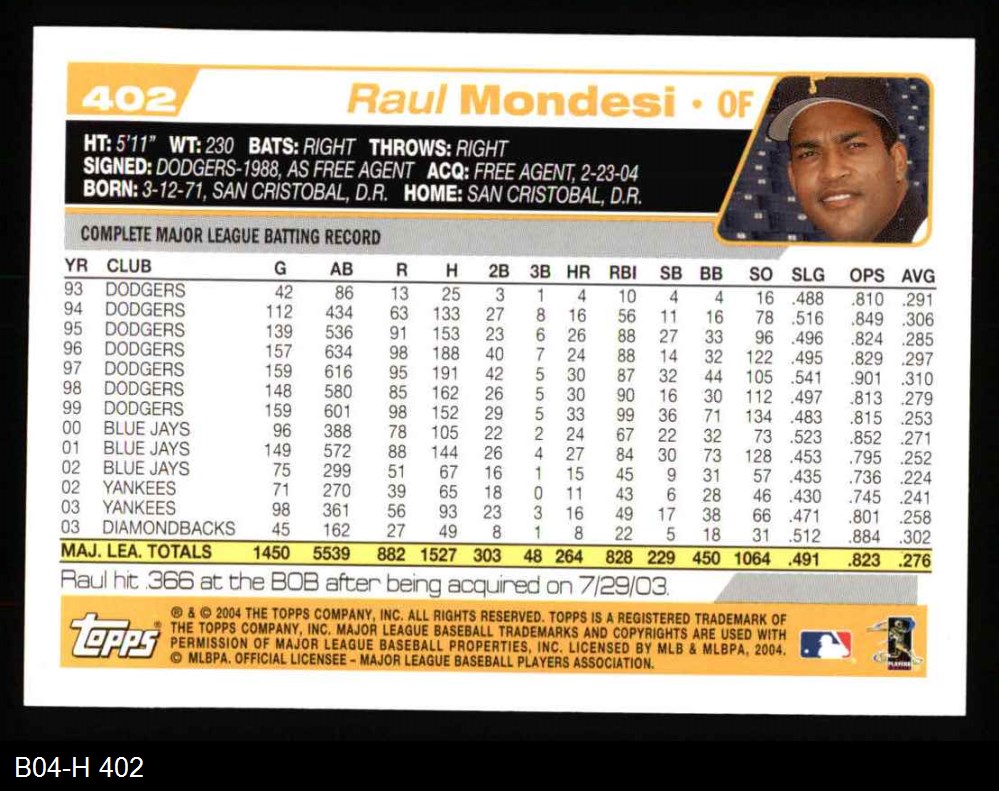 402 Raul Mondesi • OF
HT: 5'11" WT: 230 BATS: RIGHT THROWS: RIGHT
SIGNED: DODGERS-1988, AS FREE AGENT ACQ: FREE AGENT, 2-23-04
BORN: 3-12-71, SAN CRISTOBAL, D.R. HOME: SAN CRISTOBAL, D.R.
COMPLETE MAJOR LEAGUE BATTING RECORD
YR CLUB G AB R H 2B 3B HR RBI SB BB SO SLG OPS AVG
93 DODGERS 42 86 13 25 3 1 4 10 4 4 16 .488 .810 .291
94 DODGERS 112 434 63 133 27 8 16 56 11 16 78 .516 .849 .306
95 DODGERS 139 536 91 153 23 6 26 88 27 33 96 .496 .824 .285
96 DODGERS 157 634 98 188 40 7 24 88 14 32 122 .495 .829 .297
97 DODGERS 159 616 95 191 42 5 30 87 32 44 105 .541 .901 .310
98 DODGERS 148 580 85 162 26 5 30 90 16 30 112 .497 .813 .279
99 DODGERS 159 601 98 152 29 5 33 99 36 71 134 .483 .815 .253
00 BLUE JAYS 96 388 78 105 22 2 24 67 22 32 73 .523 .852 .271
01 BLUE JAYS 149 572 88 144 26 4 27 84 30 73 128 .453 .795 .252
02 BLUE JAYS 75 299 51 67 16 1 15 45 9 31 57 .435 .736 .224
02 YANKEES 71 270 39 65 18 0 11 43 6 28 46 .430 .745 .241
03 YANKEES 98 361 56 93 23 3 16 49 17 38 66 .471 .801 .258
03 DIAMONDBACKS 45 162 27 49 8 1 8 22 5 18 31 .512 .884 .302
MAJ. LEA. TOTALS 1450 5539 882 1527 303 48 264 828 229 450 1064 .491 .823 .276
Raul hit .366 at the BOB after being acquired on 7/29/03.
topps®
® & © 2004 THE TOPPS COMPANY, INC. ALL RIGHTS RESERVED. TOPPS IS A REGISTERED TRADEMARK OF
THE TOPPS COMPANY, INC. MAJOR LEAGUE BASEBALL TRADEMARKS AND COPYRIGHTS ARE USED WITH
PERMISSION OF MAJOR LEAGUE BASEBALL PROPERTIES, INC. LICENSED BY MLB & MLBPA, 2004.
© MLBPA. OFFICIAL LICENSEE - MAJOR LEAGUE BASEBALL PLAYERS ASSOCIATION.
PLAYERS
B04-H 402